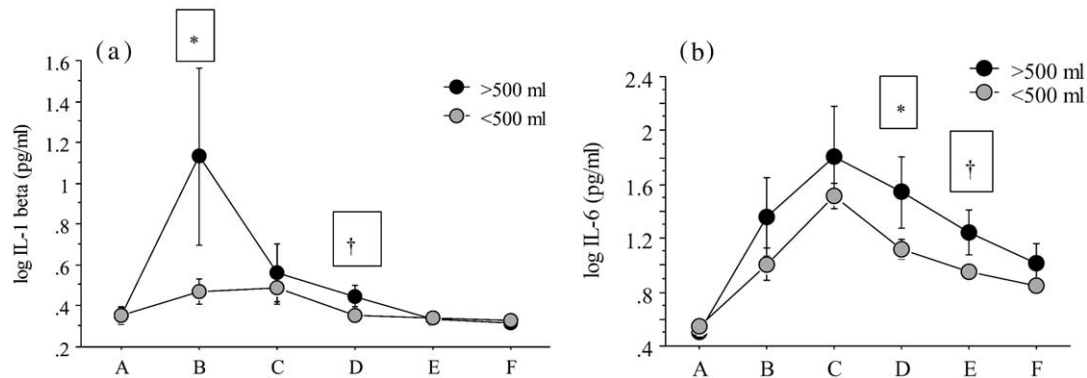 (a)
*
1.6
1.4
1.2
1
.8
.6
.4
.2
log IL-1 beta (pg/ml)
>500 ml
<500 ml
†
A B C D E F
(b)
2.4
2
1.6
1.2
.8
.4
log IL-6 (pg/ml)
>500 ml
<500 ml
*
†
A B C D E F